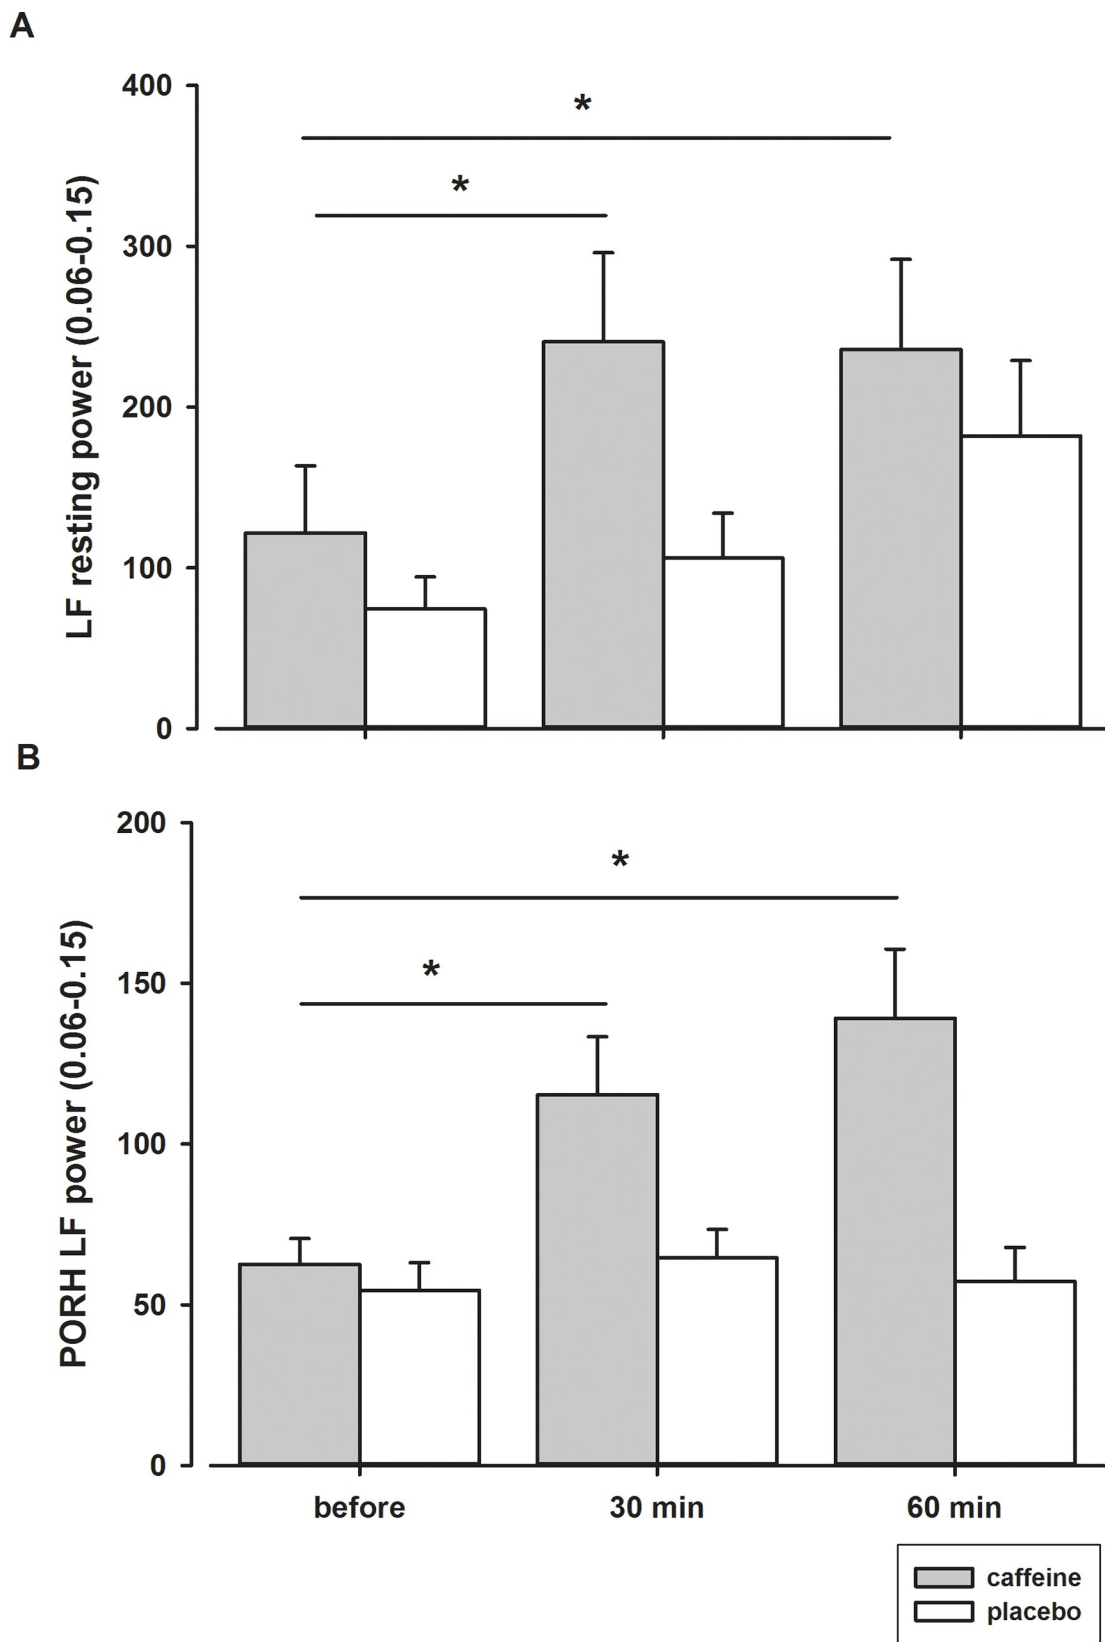 A
LF resting power (0.06-0.15)
400
*
*
300
200
100
0
B
PORH LF power (0.06-0.15)
200
*
*
150
100
50
0
before 30 min 60 min
caffeine
placebo